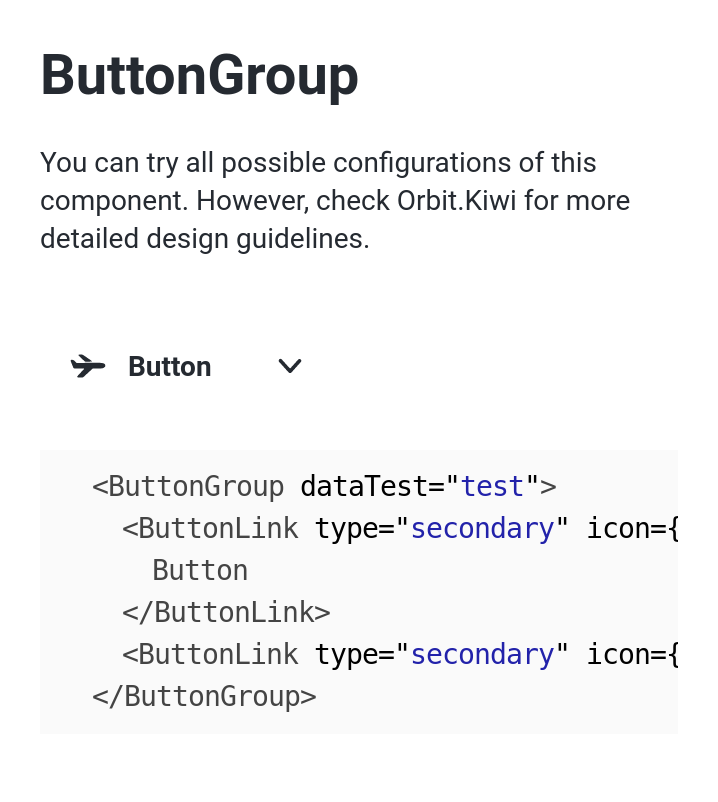 ButtonGroup
You can try all possible configurations of this
component. However, check Orbit.Kiwi for more
detailed design guidelines.
Button
<ButtonGroup dataTest="test">
<ButtonLink type="secondary" icon={
Button
</ButtonLink>
<ButtonLink type="secondary" icon={
</ButtonGroup>